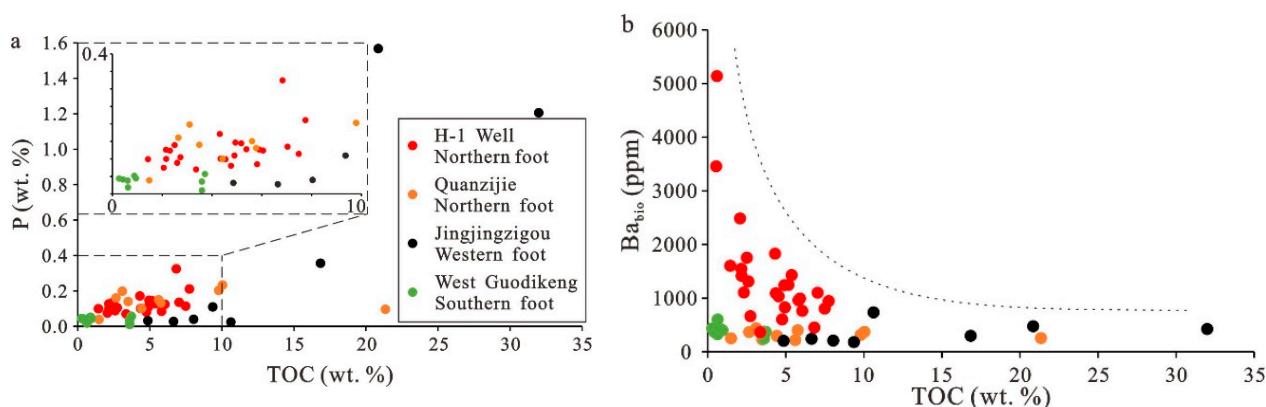 a
P (wt. %)
1.6
1.4
1.2
1.0
0.8
0.6
0.4
0.2
0.0
0.4
0
10
0
5
10
15
20
25
30
35
TOC (wt. %)
H-1 Well
Northern foot
Quanzijie
Northern foot
Jingjingzigou
Western foot
West Guodikeng
Southern foot
b
Ba_bio (ppm)
6000
5000
4000
3000
2000
1000
0
0
5
10
15
20
25
30
35
TOC (wt. %)